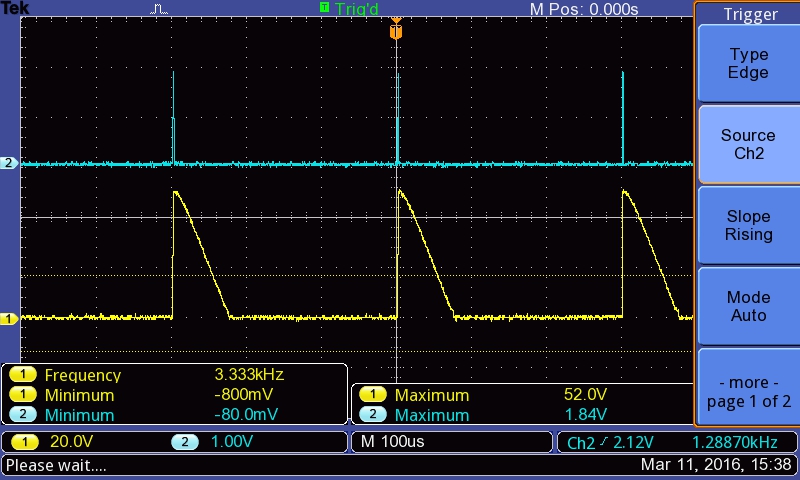 Tek
T Trig'd
M Pos: 0.000s
T
Trigger
Type
Edge
Source
Ch2
Slope
Rising
Mode
Auto
- more -
page 1 of 2
2
1
1 Frequency 3.333kHz
1 Minimum -800mV
2 Minimum -80.0mV
1 Maximum 52.0V
2 Maximum 1.84V
1 20.0V 2 1.00V M 100us Ch2 2.12V 1.28870kHz
Please wait.... Mar 11, 2016, 15:38